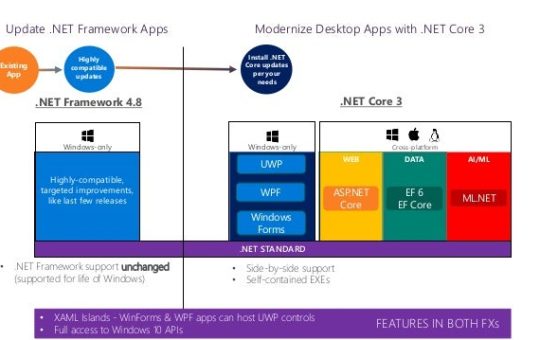 Update .NET Framework Apps
Modernize Desktop Apps with .NET Core 3
Existing
App
Highly
compatible
updates
Install .NET
Core updates
per your
needs
.NET Framework 4.8
.NET Core 3
Windows-only
Windows-only
Cross-platform
Highly-compatible,
targeted improvements,
like last few releases
UWP
WPF
Windows
Forms
WEB
ASP.NET
Core
DATA
EF 6
EF Core
AI/ML
ML.NET
.NET STANDARD
• .NET Framework support unchanged
(supported for life of Windows)
• Side-by-side support
• Self-contained EXEs
• XAML Islands - WinForms & WPF apps can host UWP controls
• Full access to Windows 10 APIs
FEATURES IN BOTH FXs